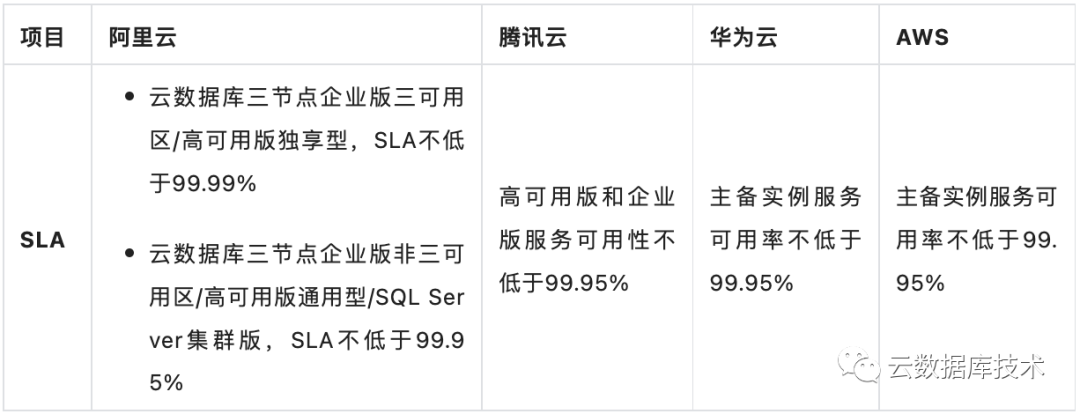 项目
阿里云
腾讯云
华为云
AWS
SLA
云数据库三节点企业版三可用
区/高可用版独享型，SLA不低
于99.99%
云数据库三节点企业版非三可
用区/高可用版通用型/SQL Ser
ver集群版，SLA不低于99.9
5%
高可用版和企业
版服务可用性不
低于99.95%
主备实例服务
可用率不低于
99.95%
主备实例服务可
用率不低于99.
95%
云数据库技术